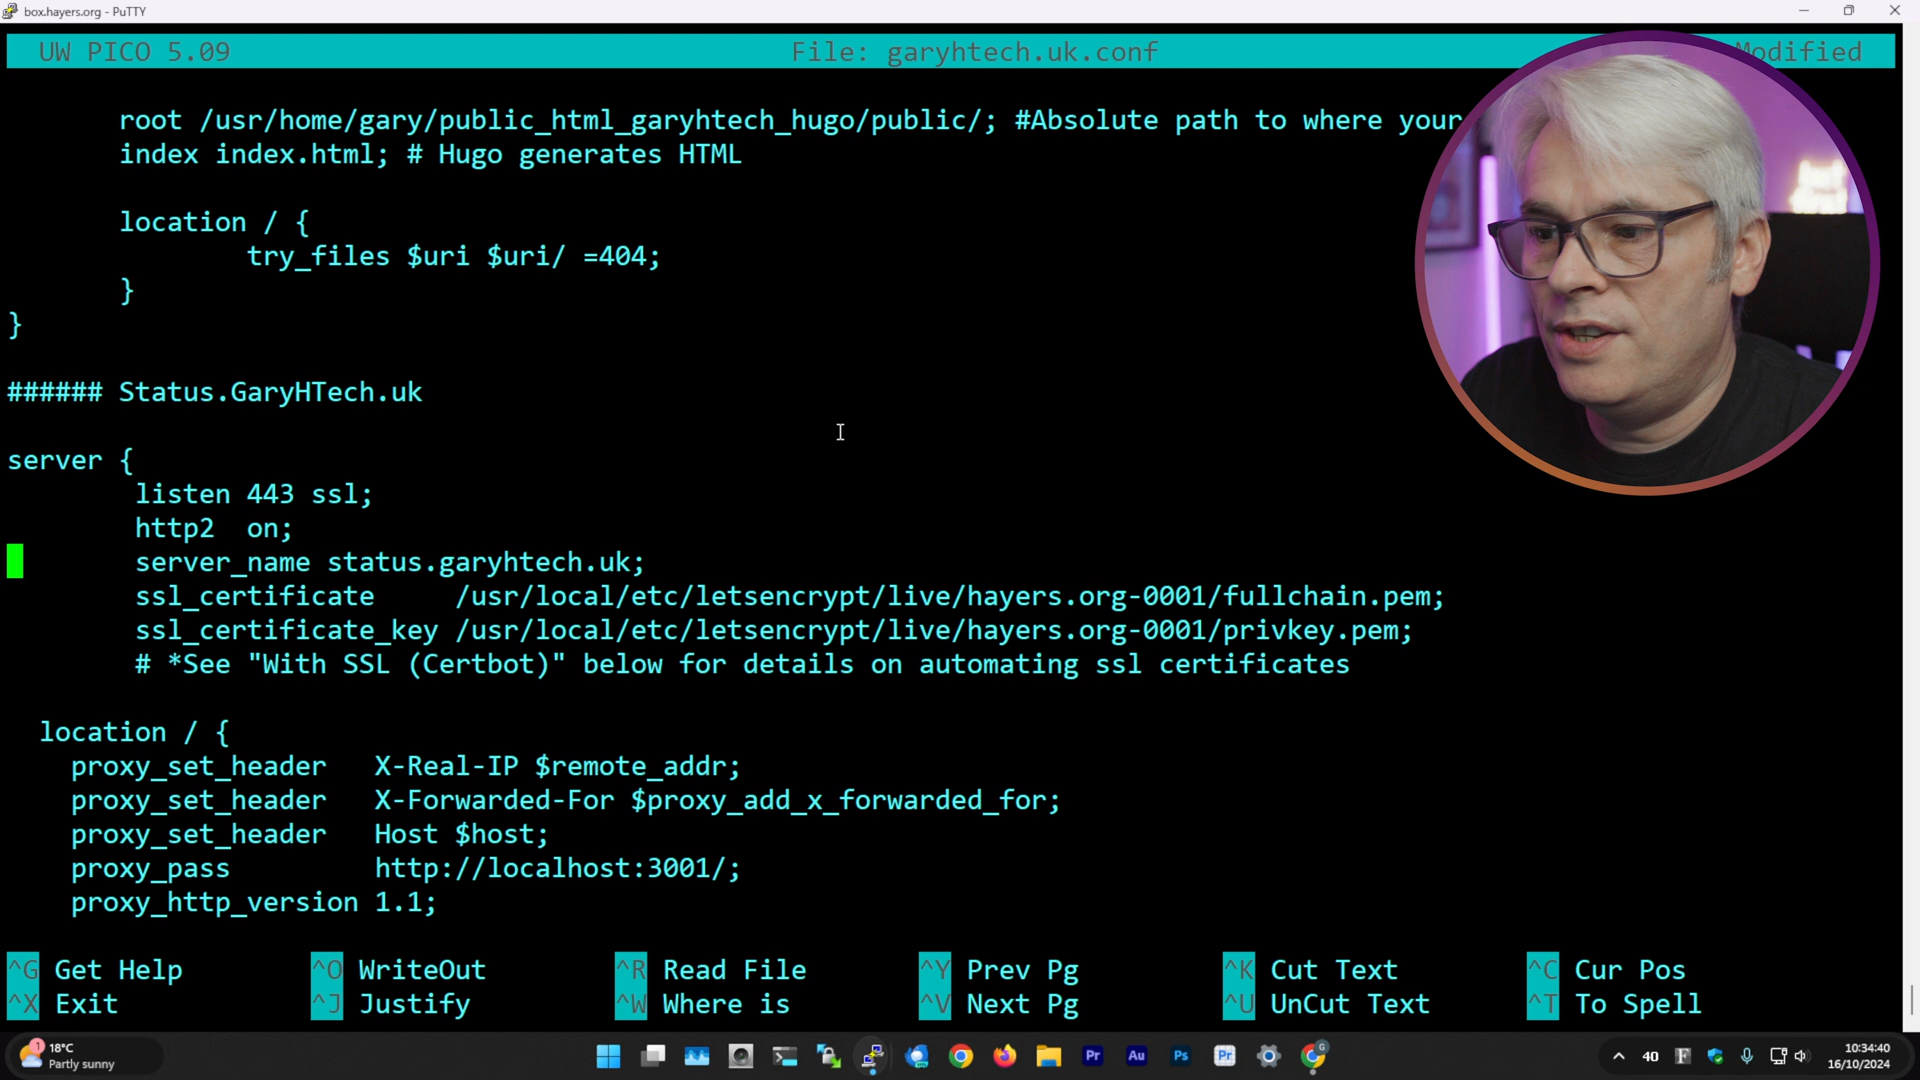 box.hayers.org - PuTTY
UW PICO 5.09 File: garyhtech.uk.conf Modified
root /usr/home/gary/public_html_garyhtech_hugo/public/; #Absolute path to where your
index index.html; # Hugo generates HTML
location / {
try_files $uri $uri/ =404;
}
}
###### Status.GaryHTech.uk
server {
listen 443 ssl;
http2 on;
server_name status.garyhtech.uk;
ssl_certificate /usr/local/etc/letsencrypt/live/hayers.org-0001/fullchain.pem;
ssl_certificate_key /usr/local/etc/letsencrypt/live/hayers.org-0001/privkey.pem;
# *See "With SSL (Certbot)" below for details on automating ssl certificates
location / {
proxy_set_header X-Real-IP $remote_addr;
proxy_set_header X-Forwarded-For $proxy_add_x_forwarded_for;
proxy_set_header Host $host;
proxy_pass http://localhost:3001/;
proxy_http_version 1.1;
^G Get Help ^O WriteOut ^R Read File ^Y Prev Pg ^K Cut Text ^C Cur Pos
^X Exit ^J Justify ^W Where is ^V Next Pg ^U UnCut Text ^T To Spell
1 18°C
Partly sunny
Pr Au Ps Pr G
40 F
10:34:40
16/10/2024